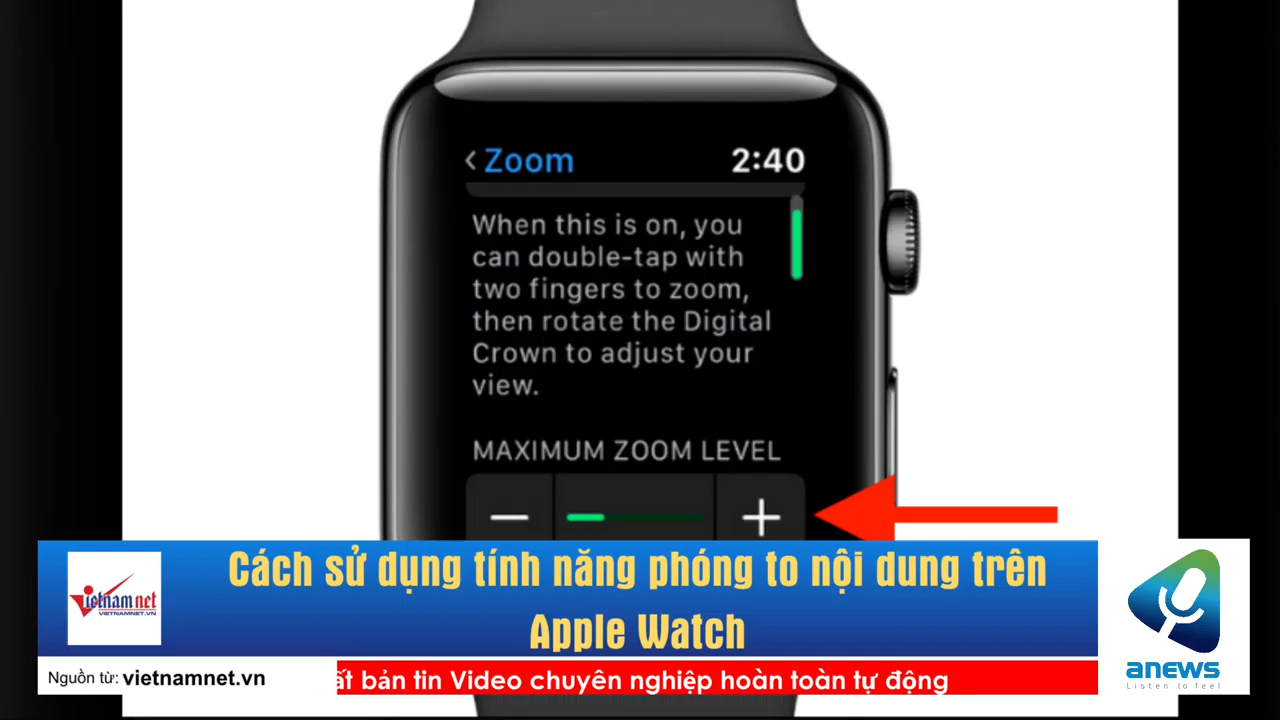 Zoom 2:40
When this is on, you
can double-tap with
two fingers to zoom,
then rotate the Digital
Crown to adjust your
view.
MAXIMUM ZOOM LEVEL
Cách sử dụng tính năng phóng to nội dung trên
Apple Watch
Vietnamnet
VIETNAMNET.VN
Nguồn từ: vietnamnet.vn
bản tin Video chuyên nghiệp hoàn toàn tự động
anews
Listen to feel